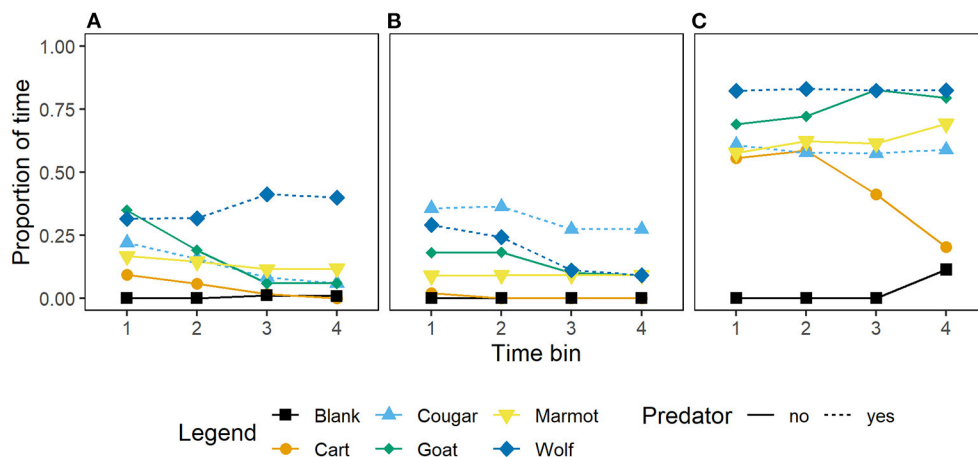 A B C
Proportion of time
1.00
0.75
0.50
0.25
0.00
1 2 3 4 1 2 3 4 1 2 3 4
Time bin
Legend
Blank Cougar Marmot
Cart Goat Wolf
Predator no yes